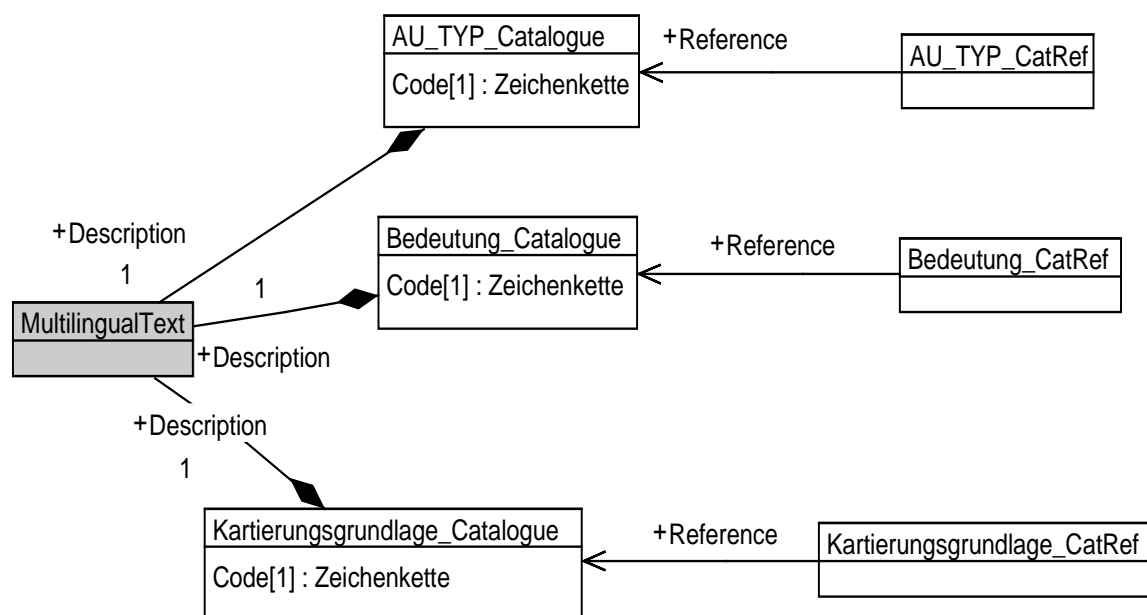 AU_TYP_Catalogue
Code[1] : Zeichenkette
+Reference
AU_TYP_CatRef
+Description
1
Bedeutung_Catalogue
Code[1] : Zeichenkette
+Reference
Bedeutung_CatRef
1
MultilingualText
+Description
+Description
1
Kartierungsgrundlage_Catalogue
Code[1] : Zeichenkette
+Reference
Kartierungsgrundlage_CatRef